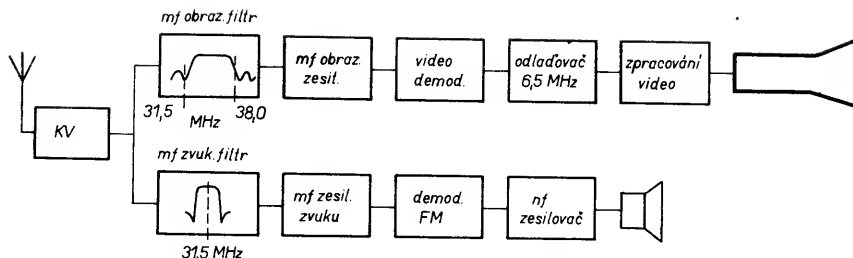 mf obraz. filtr
31,5
MHz
38,0
mf obraz.
zesil.
video
demod.
odlaďovač
6,5 MHz
zpracování
video
KV
mf zvuk. filtr
31,5 MHz
mf zesil.
zvuku
demod.
FM
nf
zesilovač